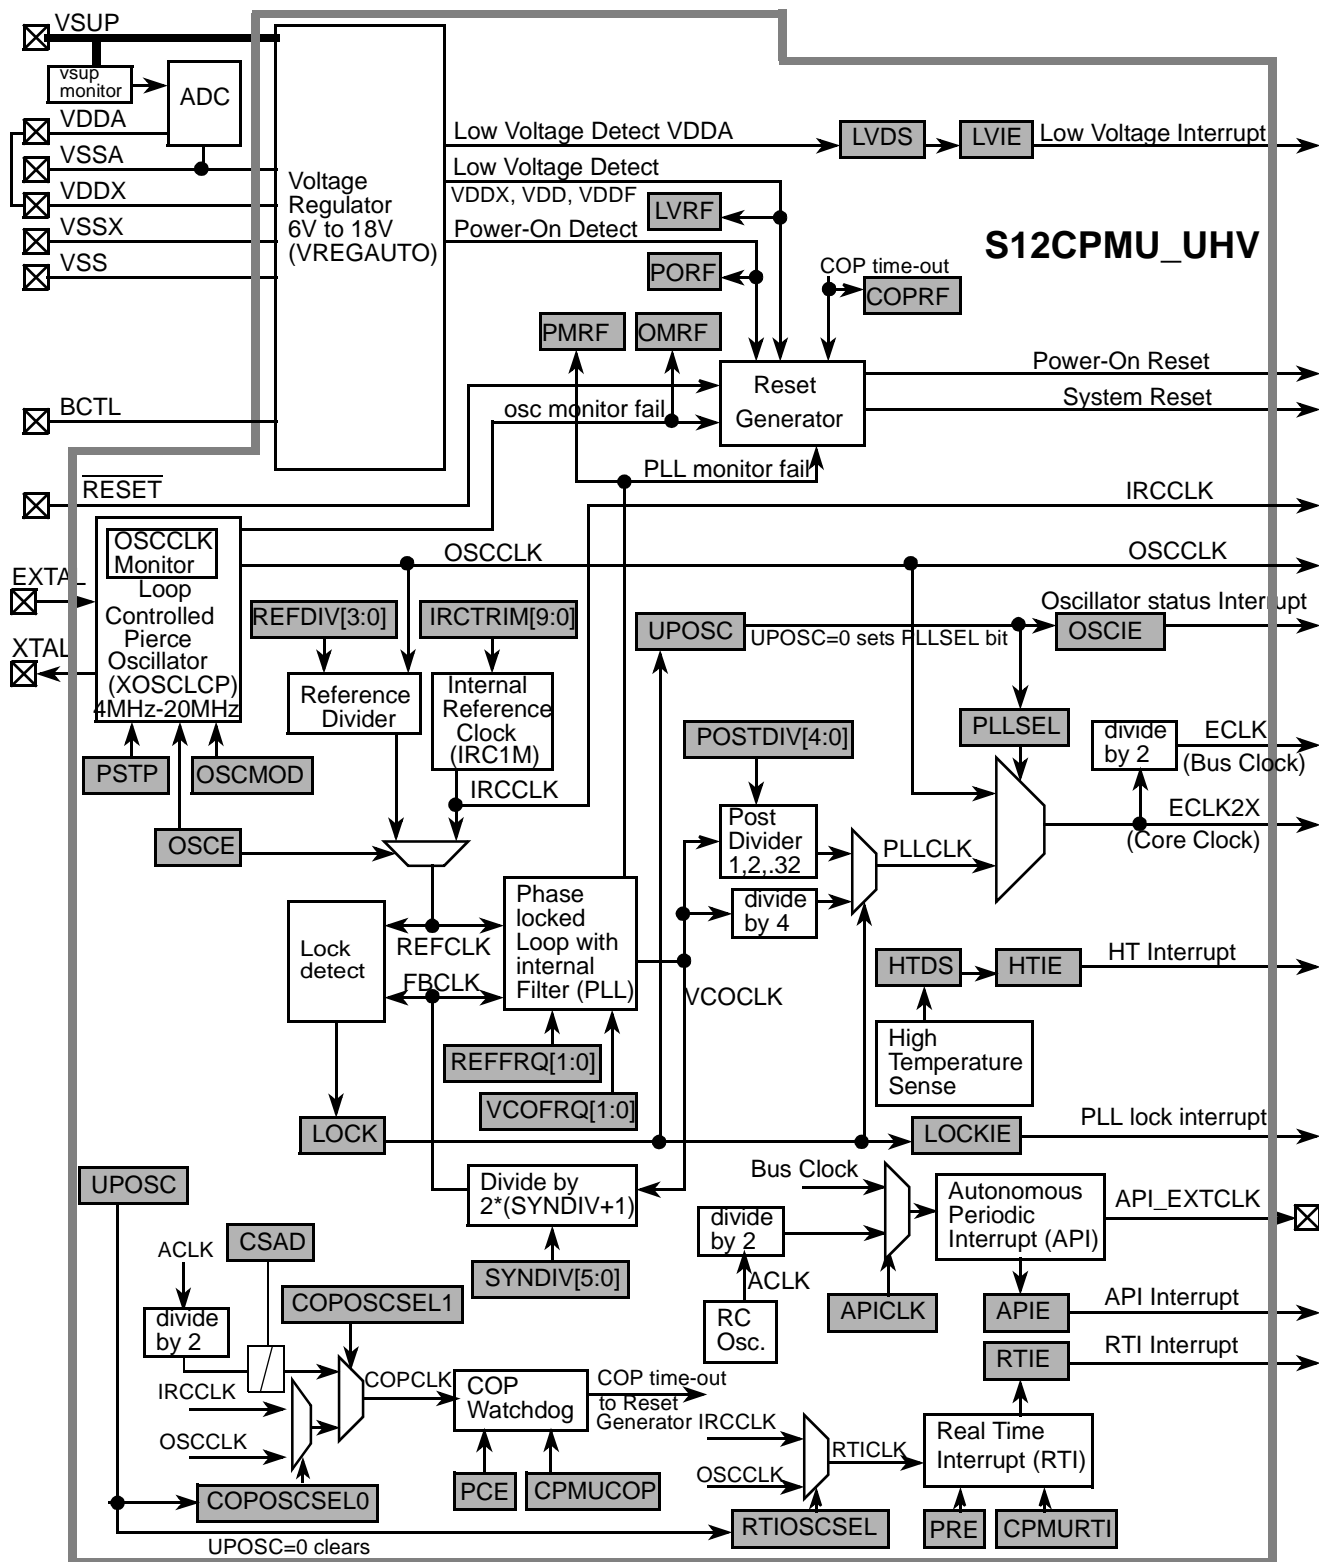 VSUP
vsup
monitor
ADC
VDDA
VSSA
VDDX
VSSX
VSS
BCTL
RESET
EXTAL
XTAL
Voltage
Regulator
6V to 18V
(VREGAUTO)
Low Voltage Detect VDDA
LVDS
LVIE
Low Voltage Interrupt
Low Voltage Detect
VDDX, VDD, VDDF
LVRF
Power-On Detect
PORF
S12CPMU_UHV
COP time-out
COPRF
PMRF
OMRF
osc monitor fail
Reset
Generator
Power-On Reset
System Reset
PLL monitor fail
IRCCLK
OSCCLK
Monitor
Loop
Controlled
Pierce
Oscillator
(XOSCLCP)
4MHz-20MHz
OSCCLK
OSCCLK
REFDIV[3:0]
IRCTRIM[9:0]
UPOSC
UPOSC=0 sets PLLSEL bit
Oscillator status Interrupt
OSCIE
Reference
Divider
Internal
Reference
Clock
(IRC1M)
IRCCLK
PSTP
OSCMOD
OSCE
POSTDIV[4:0]
PLLSEL
divide
by 2
ECLK
(Bus Clock)
ECLK2X
(Core Clock)
Post
Divider
1,2,.32
PLLCLK
divide
by 4
Phase
locked
Loop with
internal
Filter (PLL)
Lock
detect
REFCLK
FBCLK
VCOCLK
REFFRQ[1:0]
VCOFRQ[1:0]
HTDS
HTIE
HT Interrupt
High
Temperature
Sense
LOCK
LOCKIE
PLL lock interrupt
UPOSC
Divide by
2*(SYNDIV+1)
SYNDIV[5:0]
Bus Clock
divide
by 2
ACLK
RC
Osc.
APICLK
Autonomous
Periodic
Interrupt (API)
API_EXTCLK
APIE
API Interrupt
RTIE
RTI Interrupt
ACLK
CSAD
divide
by 2
COPOSCSEL1
IRCCLK
OSCCLK
COPCLK
COP
Watchdog
COP time-out
to Reset
Generator
IRCCLK
OSCCLK
RTICLK
Real Time
Interrupt (RTI)
COPOSCSEL0
PCE
CPMUCOP
RTIOSCSEL
PRE
CPMURTI
UPOSC=0 clears